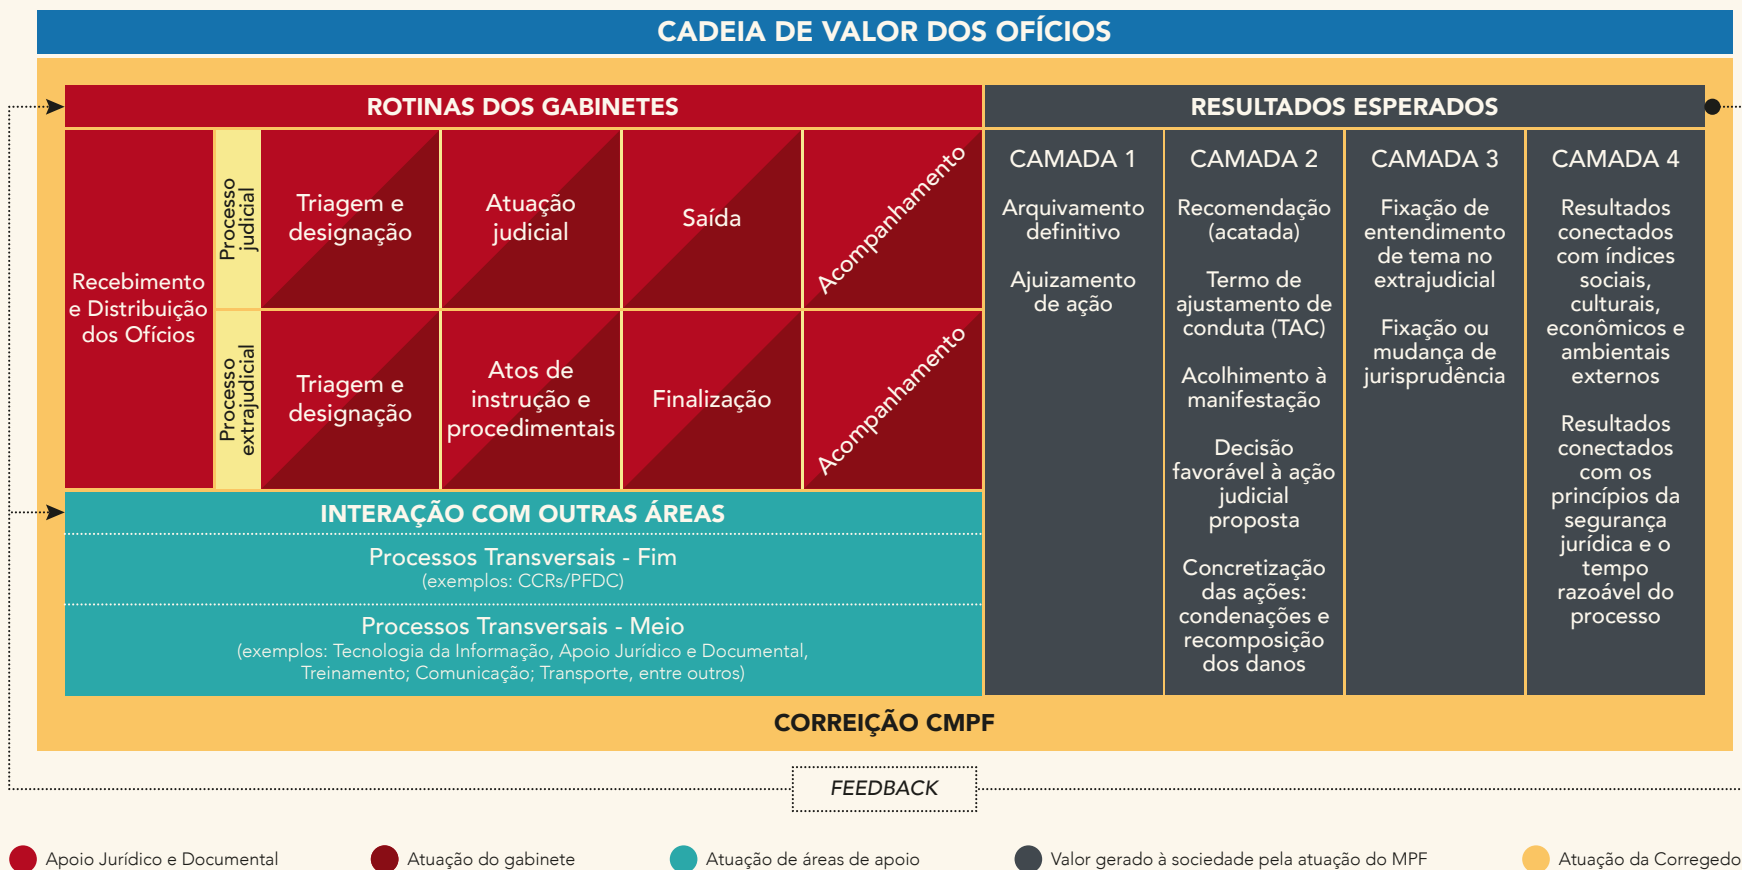 CADEIA DE VALOR DOS OFÍCIOS
ROTINAS DOS GABINETES
Recebimento
e Distribuição
dos Ofícios
Processo
judicial
Triagem e
designação
Atuação
judicial
Saída
Acompanhamento
Processo
extrajudicial
Triagem e
designação
Atos de
instrução e
procedimentais
Finalização
Acompanhamento
INTERAÇÃO COM OUTRAS ÁREAS
Processos Transversais - Fim
(exemplos: CCRs/PFDC)
Processos Transversais - Meio
(exemplos: Tecnologia da Informação, Apoio Jurídico e Documental,
Treinamento; Comunicação; Transporte, entre outros)
RESULTADOS ESPERADOS
CAMADA 1
Arquivamento
definitivo
Ajuizamento
de ação
CAMADA 2
Recomendação
(acatada)
Termo de
ajustamento de
conduta (TAC)
Acolhimento à
manifestação
Decisão
favorável à ação
judicial
proposta
Concretização
das ações:
condenações e
recomposição
dos danos
CAMADA 3
Fixação de
entendimento
de tema no
extrajudicial
Fixação ou
mudança de
jurisprudência
CAMADA 4
Resultados
conectados
com índices
sociais,
culturais,
econômicos e
ambientais
externos
Resultados
conectados
com os
princípios da
segurança
jurídica e o
tempo
razoável do
processo
CORREIÇÃO CMPF
FEEDBACK
Apoio Jurídico e Documental
Atuação do gabinete
Atuação de áreas de apoio
Valor gerado à sociedade pela atuação do MPF
Atuação da Corregedo